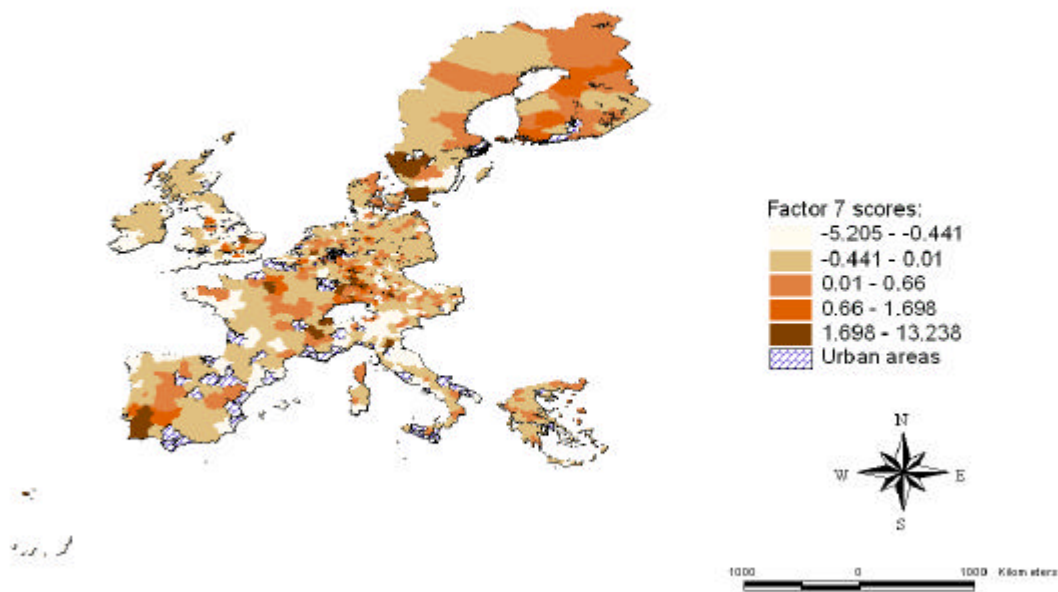 Factor 7 scores:
-5.205 - -0.441
-0.441 - 0.01
0.01 - 0.66
0.66 - 1.698
1.698 - 13.238
Urban areas
N
W E
S
1000 0 1000 Kilometers